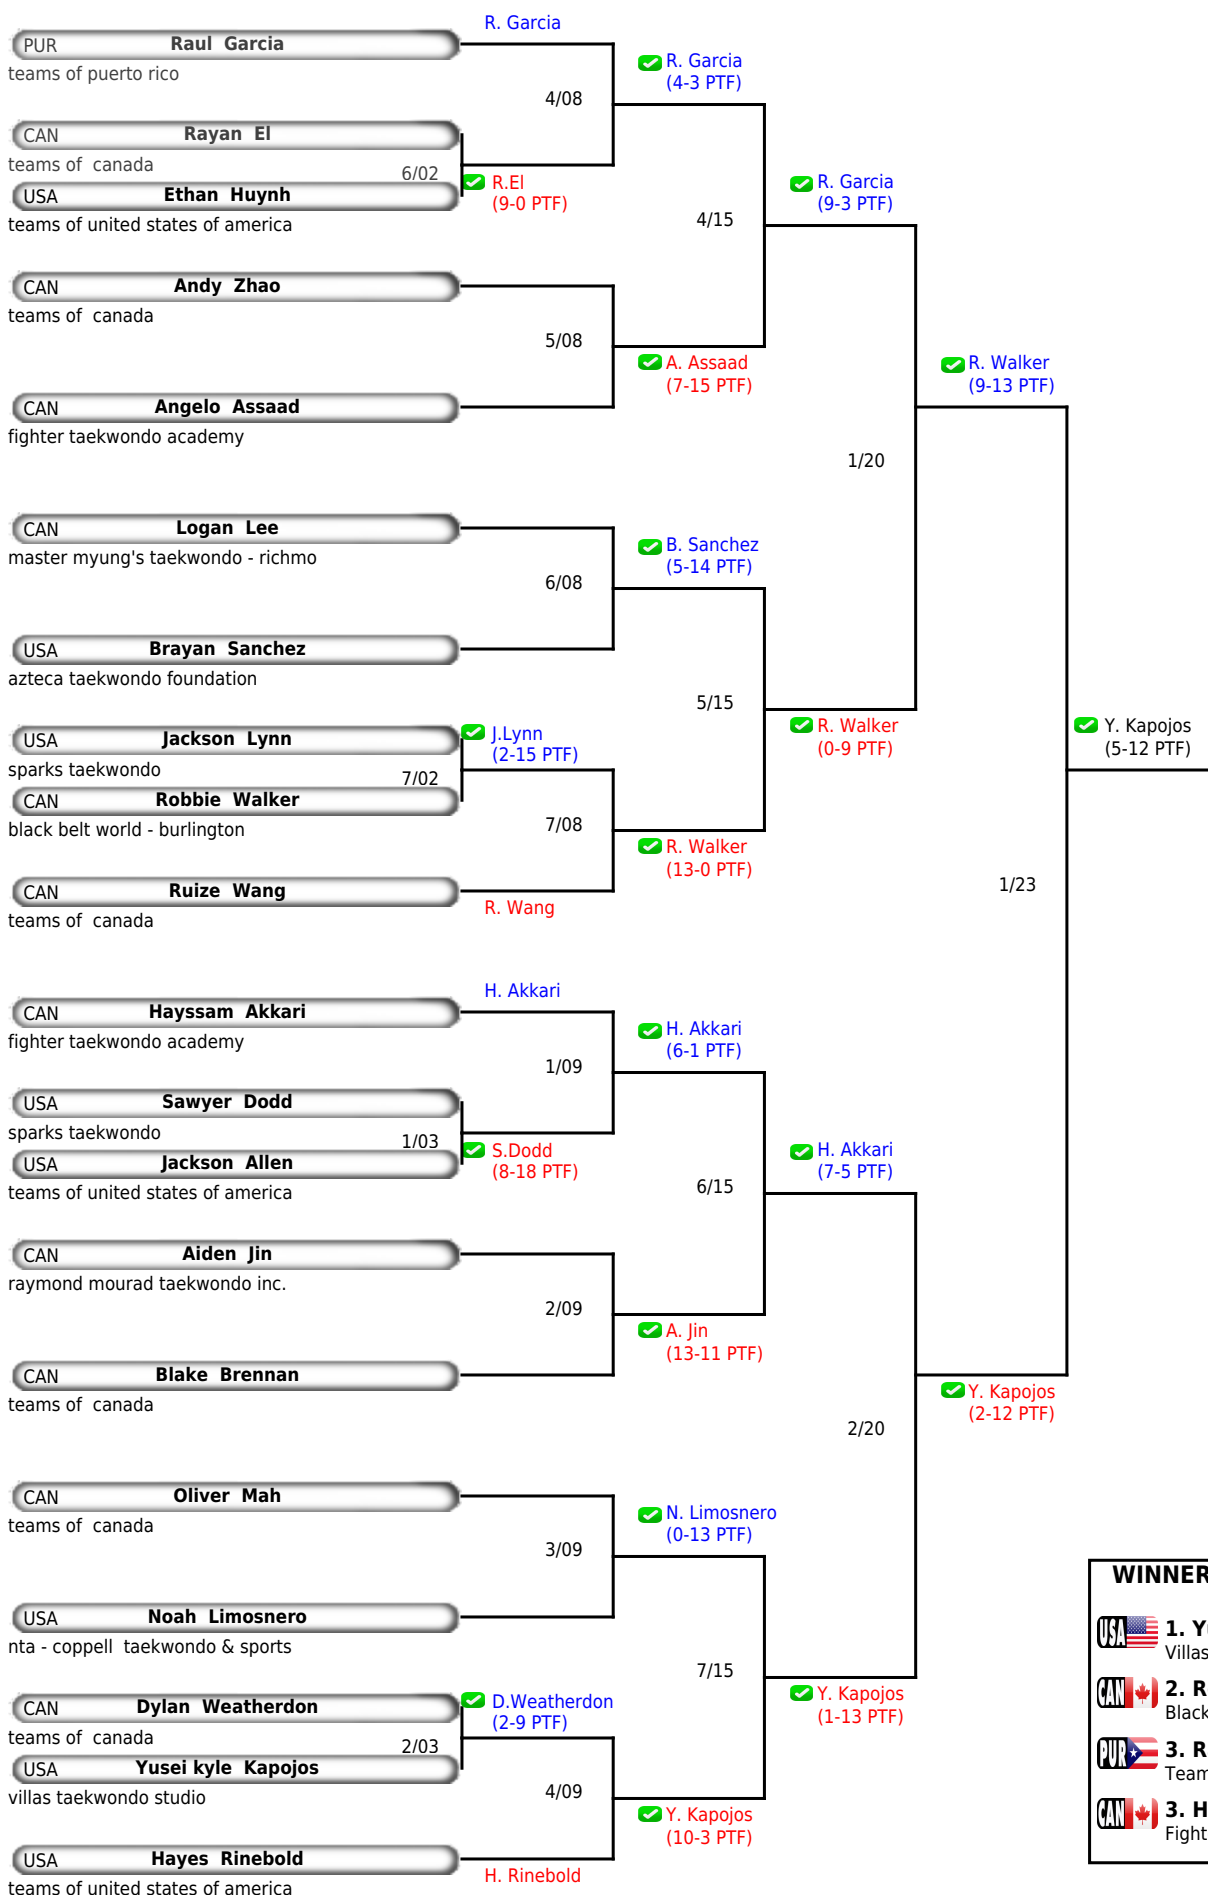 R. Garcia
PUR Raul Garcia
teams of puerto rico
R. Garcia
(4-3 PTF)
4/08
CAN Rayan El
teams of canada
6/02
R.El
(9-0 PTF)
USA Ethan Huynh
teams of united states of america
R. Garcia
(9-3 PTF)
4/15
CAN Andy Zhao
teams of canada
5/08
A. Assaad
(7-15 PTF)
R. Walker
(9-13 PTF)
CAN Angelo Assaad
fighter taekwondo academy
1/20
CAN Logan Lee
master myung's taekwondo - richmo
B. Sanchez
(5-14 PTF)
6/08
USA Brayan Sanchez
azteca taekwondo foundation
5/15
R. Walker
(0-9 PTF)
Y. Kapojos
(5-12 PTF)
USA Jackson Lynn
sparks taekwondo
7/02
J.Lynn
(2-15 PTF)
CAN Robbie Walker
black belt world - burlington
7/08
R. Walker
(13-0 PTF)
CAN Ruize Wang
teams of canada
R. Wang
1/23
H. Akkari
CAN Hayssam Akkari
fighter taekwondo academy
H. Akkari
(6-1 PTF)
1/09
USA Sawyer Dodd
sparks taekwondo
1/03
S.Dodd
(8-18 PTF)
USA Jackson Allen
teams of united states of america
H. Akkari
(7-5 PTF)
6/15
CAN Aiden Jin
raymond mourad taekwondo inc.
2/09
A. Jin
(13-11 PTF)
CAN Blake Brennan
teams of canada
Y. Kapojos
(2-12 PTF)
2/20
CAN Oliver Mah
teams of canada
N. Limosnero
(0-13 PTF)
3/09
USA Noah Limosnero
nta - coppell taekwondo & sports
7/15
Y. Kapojos
(1-13 PTF)
CAN Dylan Weatherdon
teams of canada
2/03
D.Weatherdon
(2-9 PTF)
USA Yusei kyle Kapojos
villas taekwondo studio
4/09
Y. Kapojos
(10-3 PTF)
USA Hayes Rinebold
teams of united states of america
H. Rinebold
WINNER
USA 1. Yu
Villas
CAN 2. R
Black
PUR 3. R
Team
CAN 3. H
Fight